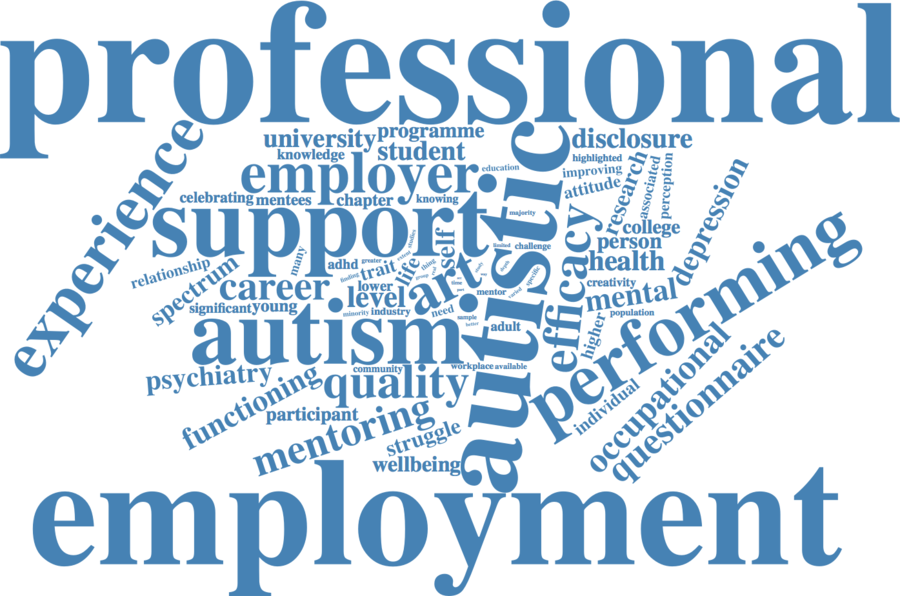 professional
experience
university programme
disclosure
knowledge student
education
highlighted
employer
improving
attitude
research
associated
perception
celebrating mentees chapter knowing
support
autistic
majority
self
studies
college
person
depression
limited challenge
relationship
spectrum
many
adhd greater
finding trait
life
thing
art
efficacy
health
creativity
mental
performing
career
lower
level
time
mentor
varied specific
significant young
minority industry
need
sample
better
adult
higher
population
autism
psychiatry
community
workplace available
quality
functioning
participant
mentoring
struggle
wellbeing
individual
occupational
questionnaire
employment